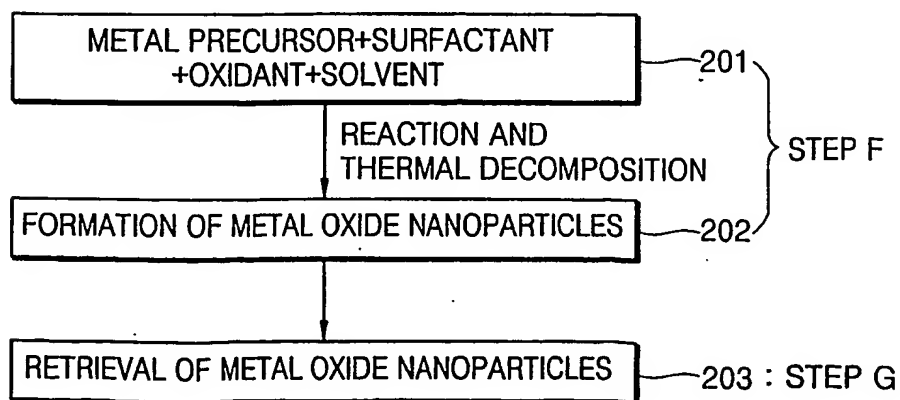 METAL PRECURSOR+SURFACTANT
+OXIDANT+SOLVENT
201
REACTION AND
THERMAL DECOMPOSITION
STEP F
FORMATION OF METAL OXIDE NANOPARTICLES
202
RETRIEVAL OF METAL OXIDE NANOPARTICLES
203 : STEP G